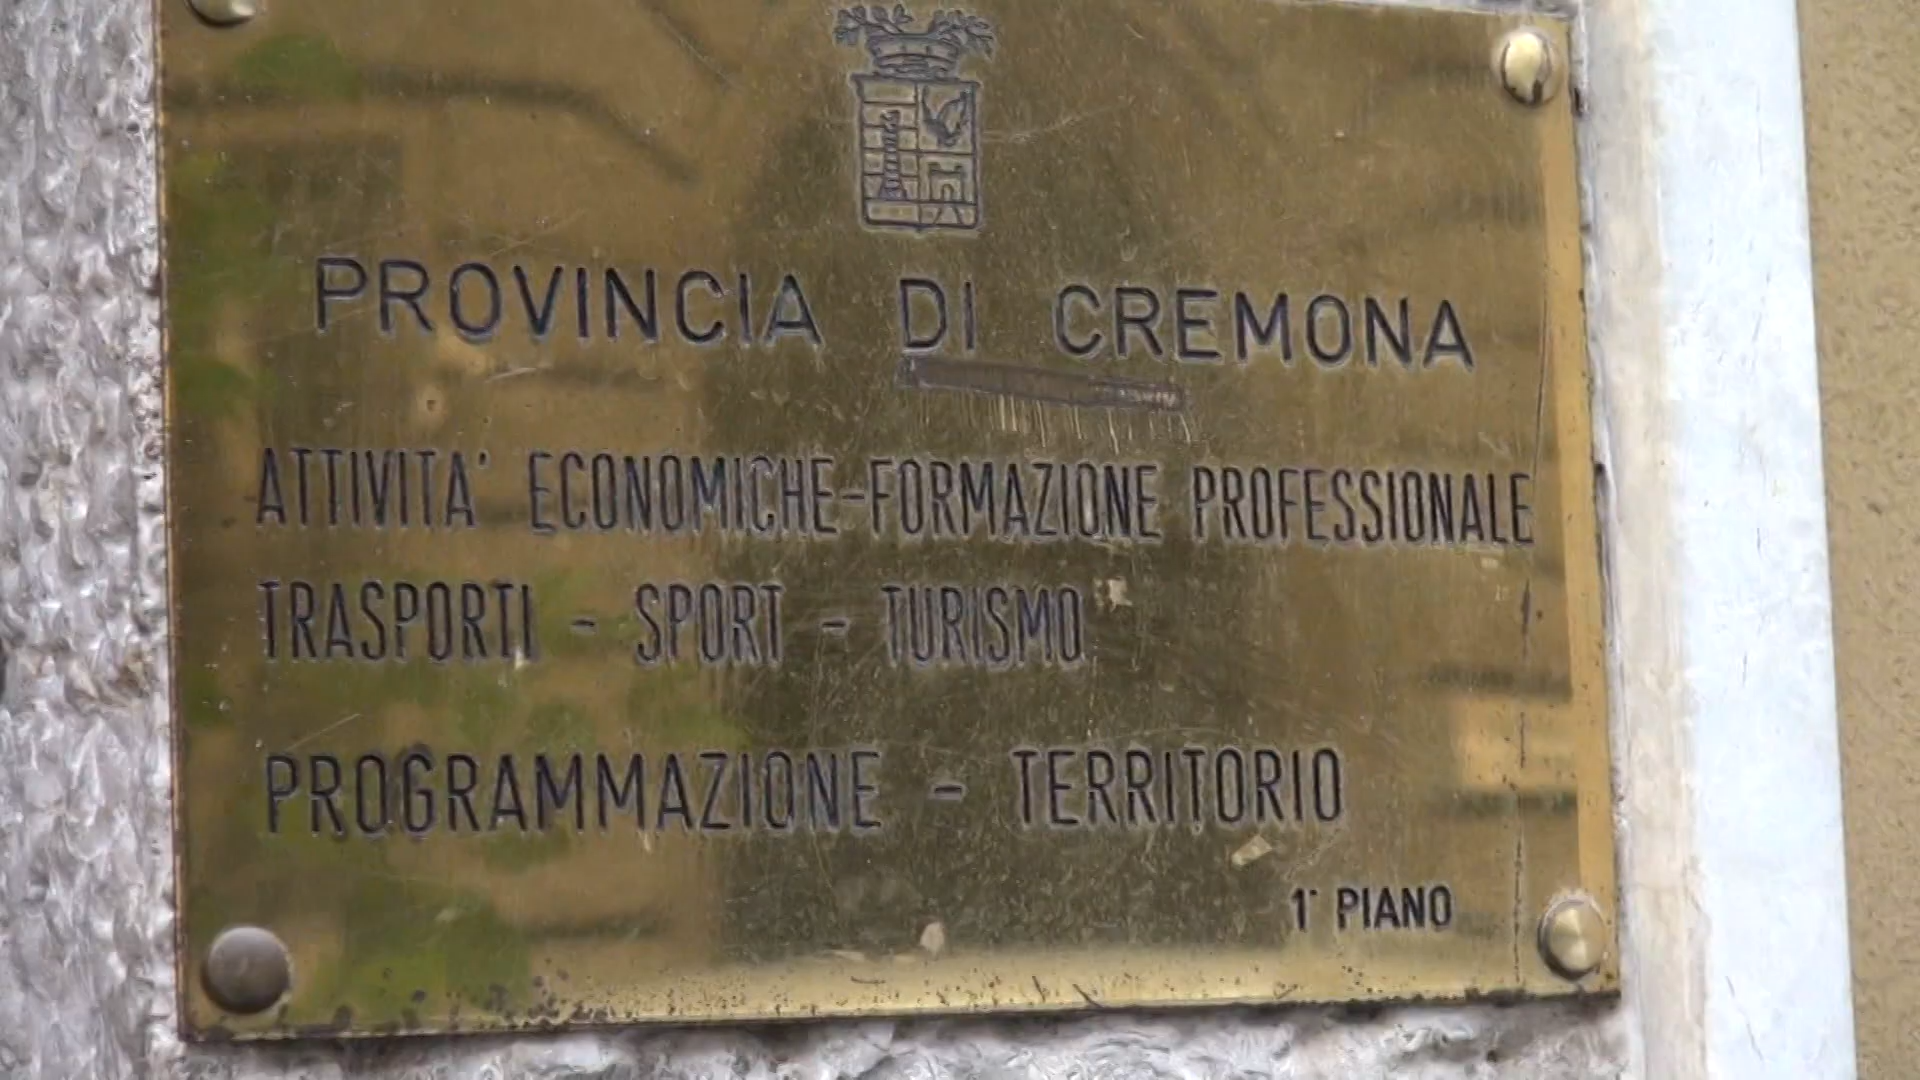 PROVINCIA DI CREMONA
ATTIVITA' ECONOMICHE-FORMAZIONE PROFESSIONALE
TRASPORTI - SPORT - TURISMO
PROGRAMMAZIONE - TERRITORIO
1° PIANO